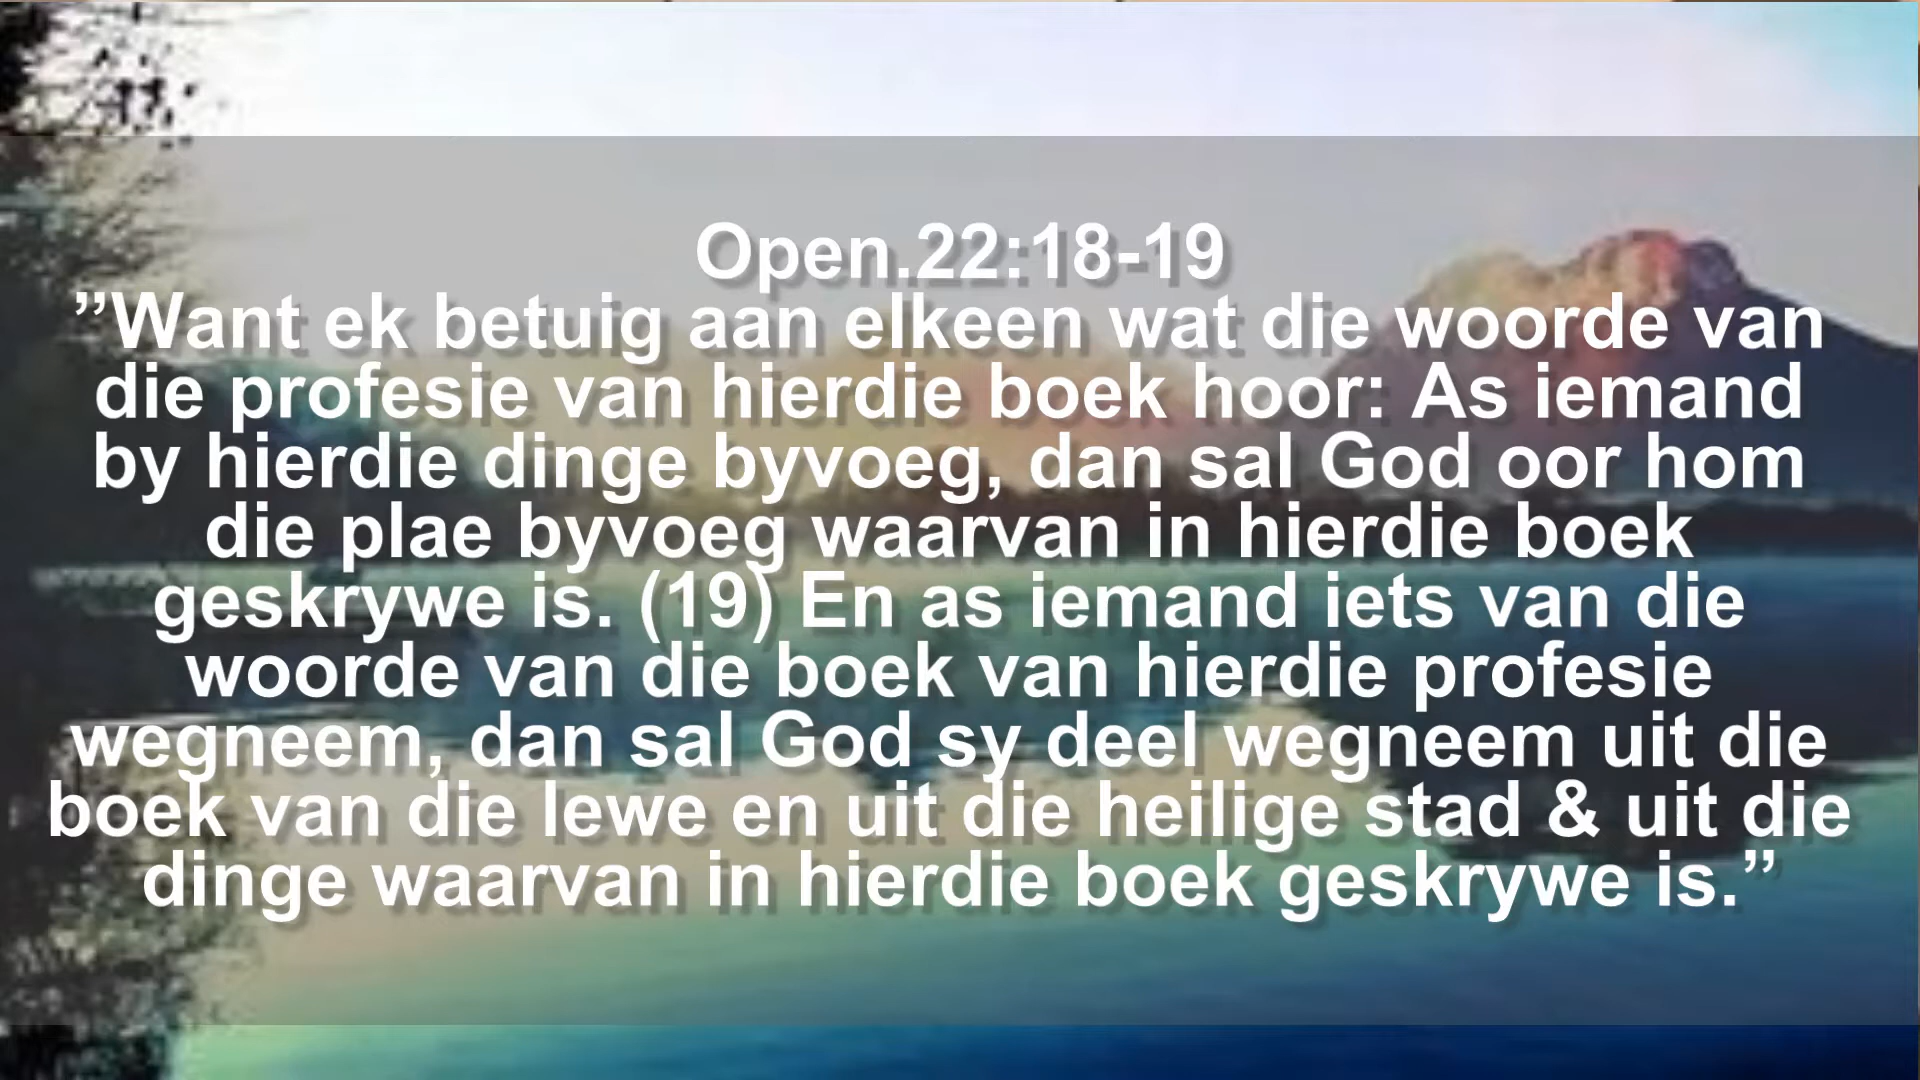 Open.22:18-19
”Want ek betuig aan elkeen wat die woorde van
die profesie van hierdie boek hoor: As iemand
by hierdie dinge byvoeg, dan sal God oor hom
die plae byvoeg waarvan in hierdie boek
geskrywe is. (19) En as iemand iets van die
woorde van die boek van hierdie profesie
wegneem, dan sal God sy deel wegneem uit die
boek van die lewe en uit die heilige stad & uit die
dinge waarvan in hierdie boek geskrywe is.”